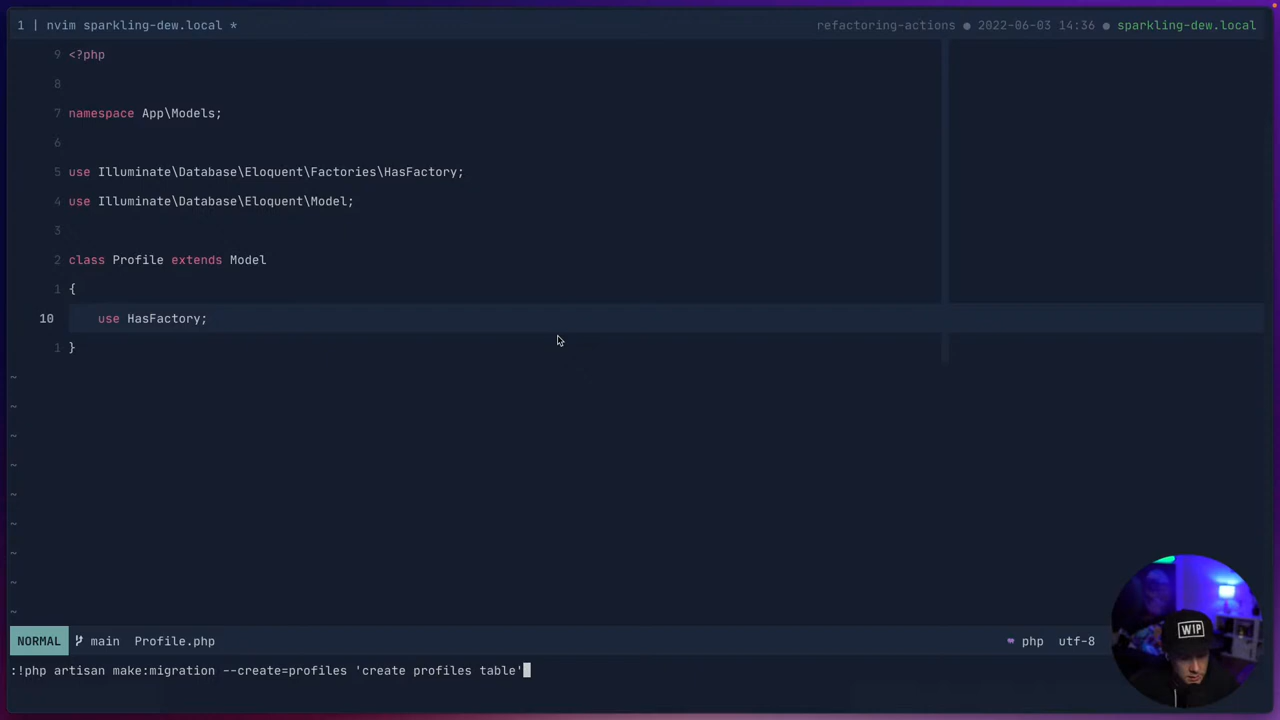 1 | nvim sparkling-dew.local * refactoring-actions ● 2022-06-03 14:36 ● sparkling-dew.local
9 <?php
8
7 namespace App\Models;
6
5 use Illuminate\Database\Eloquent\Factories\HasFactory;
4 use Illuminate\Database\Eloquent\Model;
3
2 class Profile extends Model
1 {
10 use HasFactory;
1 }
~
~
~
~
~
~
~
~
~
NORMAL main Profile.php php utf-8
WIP
:!php artisan make:migration --create=profiles 'create profiles table'